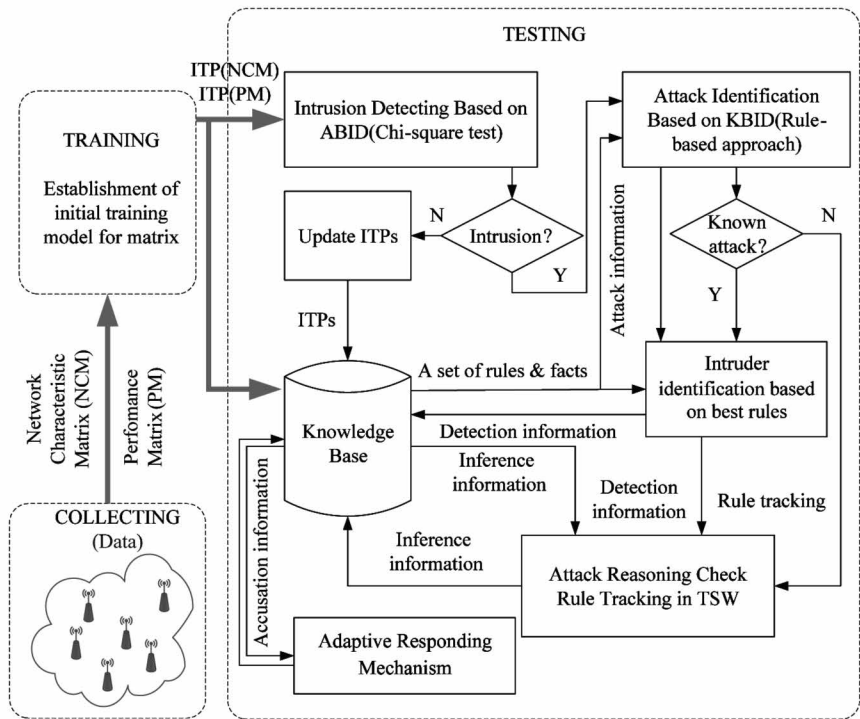 TESTING
ITP(NCM)
ITP(PM)
Intrusion Detecting Based on
ABID(Chi-square test)
Attack Identification
Based on KBID(Rule-
based approach)
TRAINING
Establishment of
initial training
model for matrix
Update ITPs
N
Intrusion?
Y
Attack information
Known
attack?
N
Y
ITPs
Network
Characteristic
Matrix (NCM)
Perfomance
Matrix (PM)
A set of rules & facts
Intruder
identification based
on best rules
Knowledge
Base
Detection information
Inference
information
Detection
information
Rule tracking
COLLECTING
(Data)
Accusation information
Inference
information
Attack Reasoning Check
Rule Tracking in TSW
Adaptive Responding
Mechanism